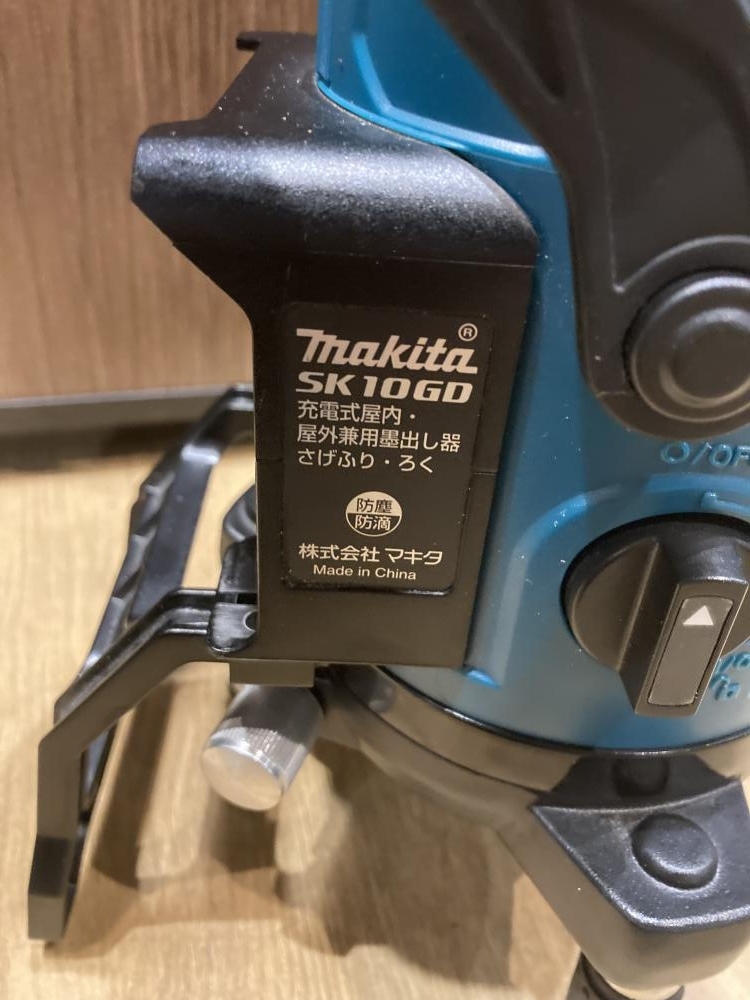 makita®
SK10GD
充電式屋内・
屋外兼用墨出し器
さげふり・ろく
防塵
防滴
株式会社 マキタ
Made in China
O/OF